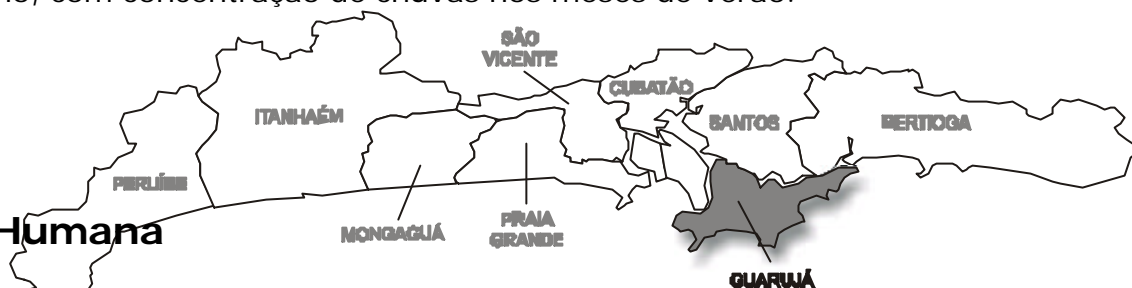 SÃO
VICENTE
CUBATÃO
ITANHAÉM
SANTOS
BERTIOGA
PERUÍBE
Humana
MONGAGUÁ
PRAIA
GRANDE
GUARUJÁ